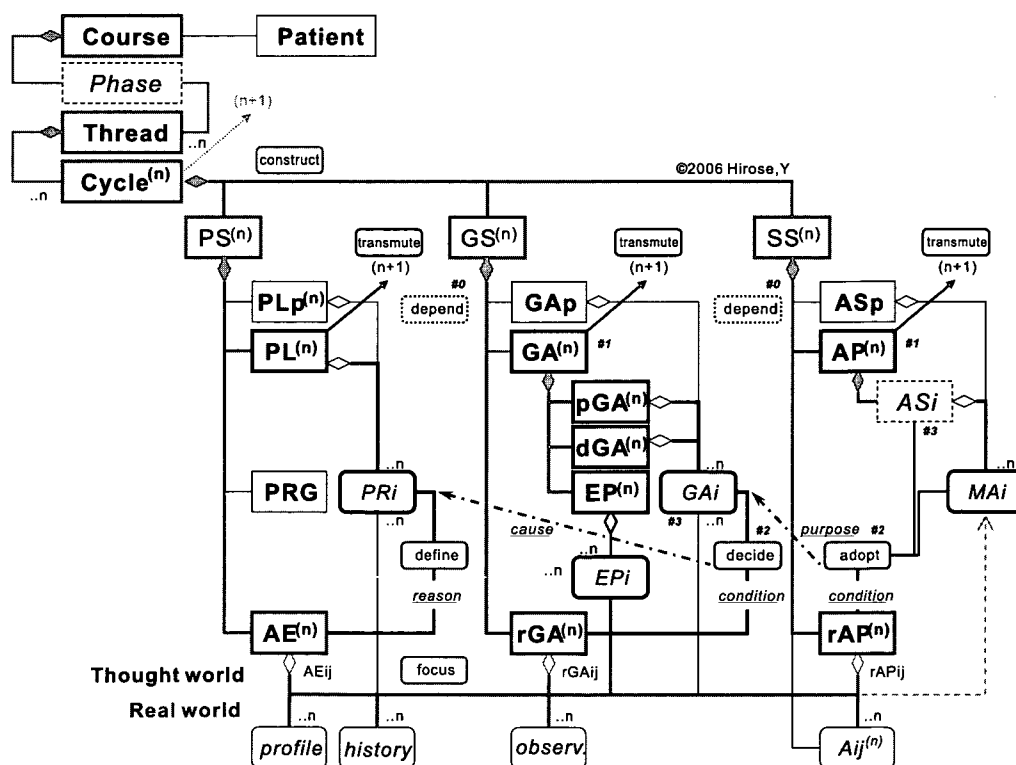 Course
Patient
Phase
(n+1)
Thread
..n
Cycle(n)
..n
construct
©2006 Hirose,Y
PS(n)
GS(n)
SS(n)
transmute
transmute
transmute
(n+1)
(n+1)
(n+1)
#0
#0
PLp(n)
depend
GAp
depend
ASp
PL(n)
GA(n)
#1
AP(n)
#1
pGA(n)
ASi
dGA(n)
#3
..n
..n
..n
PRG
PRi
EP(n)
GAi
MAi
..n
cause
#3
..n
#2
purpose
#2
define
..n
decide
..n
adopt
..n
EPi
reason
condition
condition
AE(n)
rGA(n)
rAP(n)
AEij
focus
rGAij
rAPij
Thought world
Real world
..n
..n
..n
..n
profile
history
observ.
Aij(n)